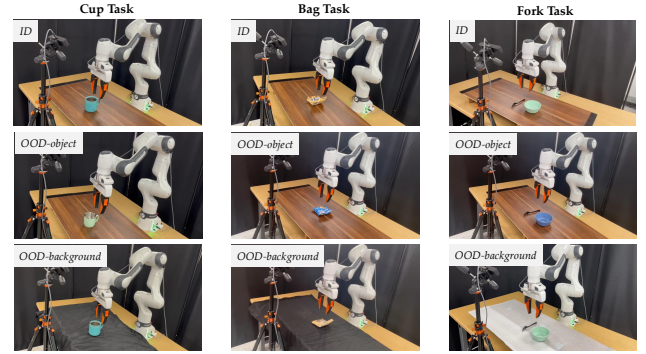 Cup Task
Bag Task
Fork Task
ID
ID
ID
OOD-object
OOD-object
OOD-object
OOD-background
OOD-background
OOD-background